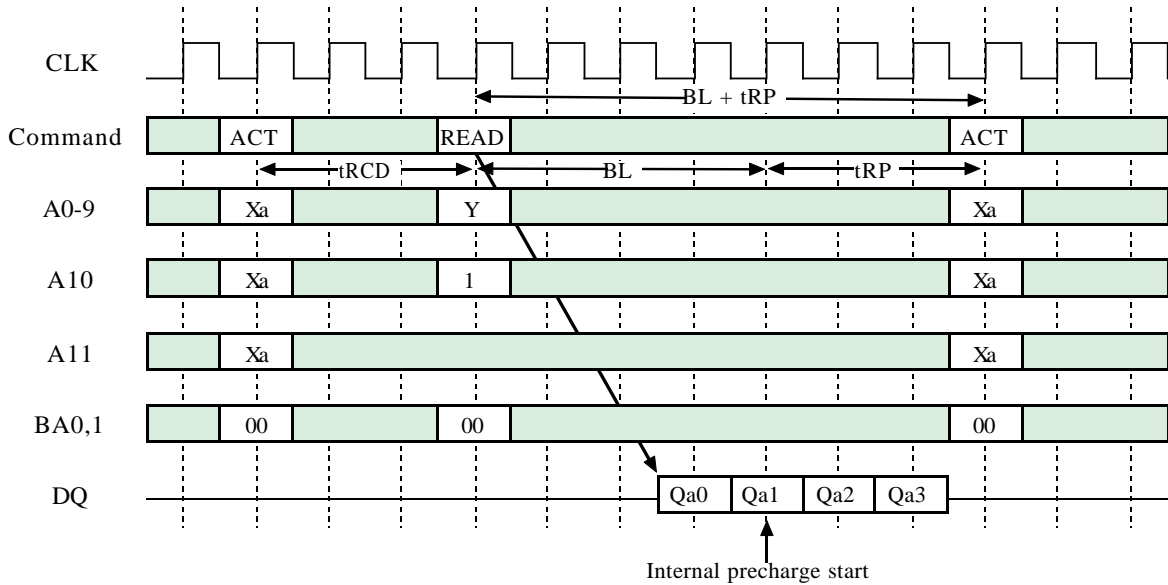 CLK
BL + tRP
Command ACT READ ACT
tRCD BL tRP
A0-9 Xa Y Xa
A10 Xa 1 Xa
A11 Xa Xa
BA0,1 00 00 00
DQ Qa0 Qa1 Qa2 Qa3
Internal precharge start